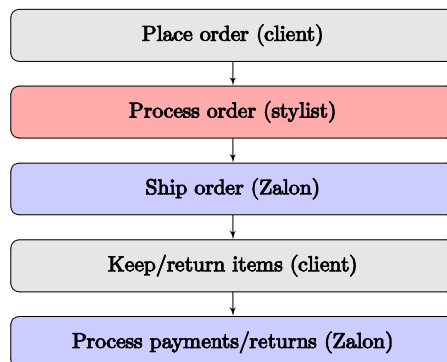 Place order (client)
Process order (stylist)
Ship order (Zalon)
Keep/return items (client)
Process payments/returns (Zalon)